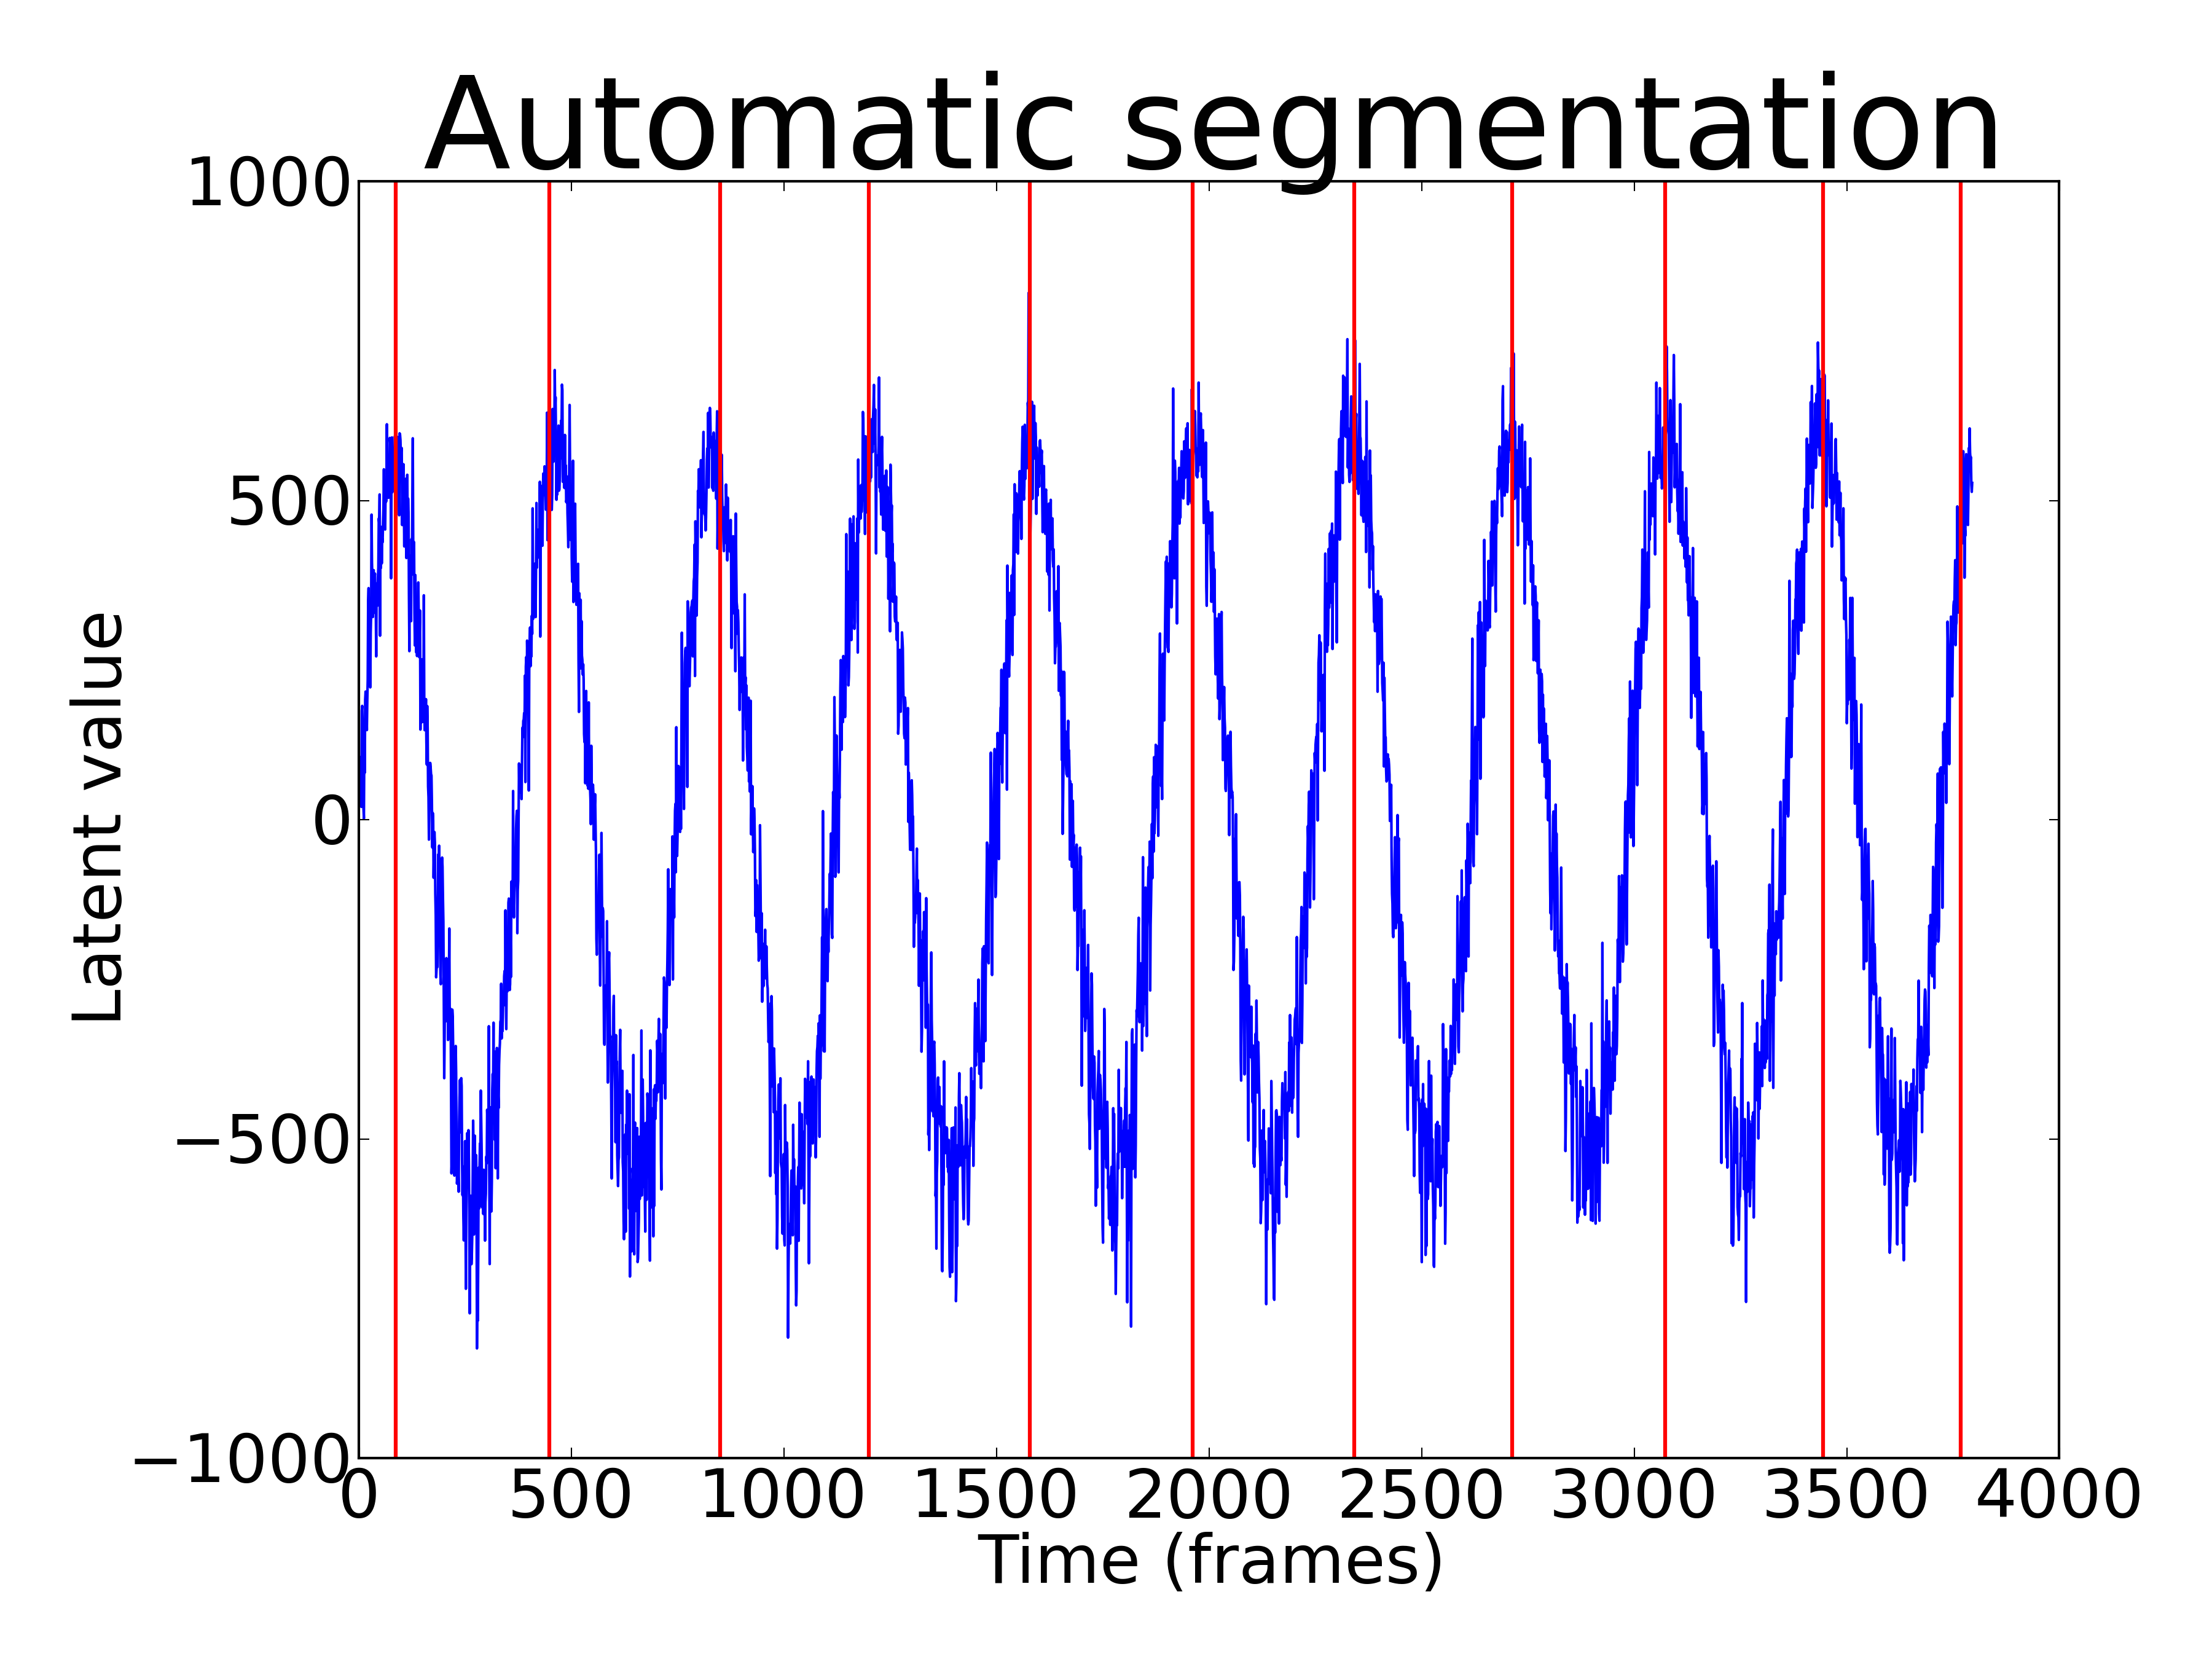 Automatic segmentation
1000
500
0
−500
−1000
Latent value
0 500 1000 1500 2000 2500 3000 3500 4000
Time (frames)